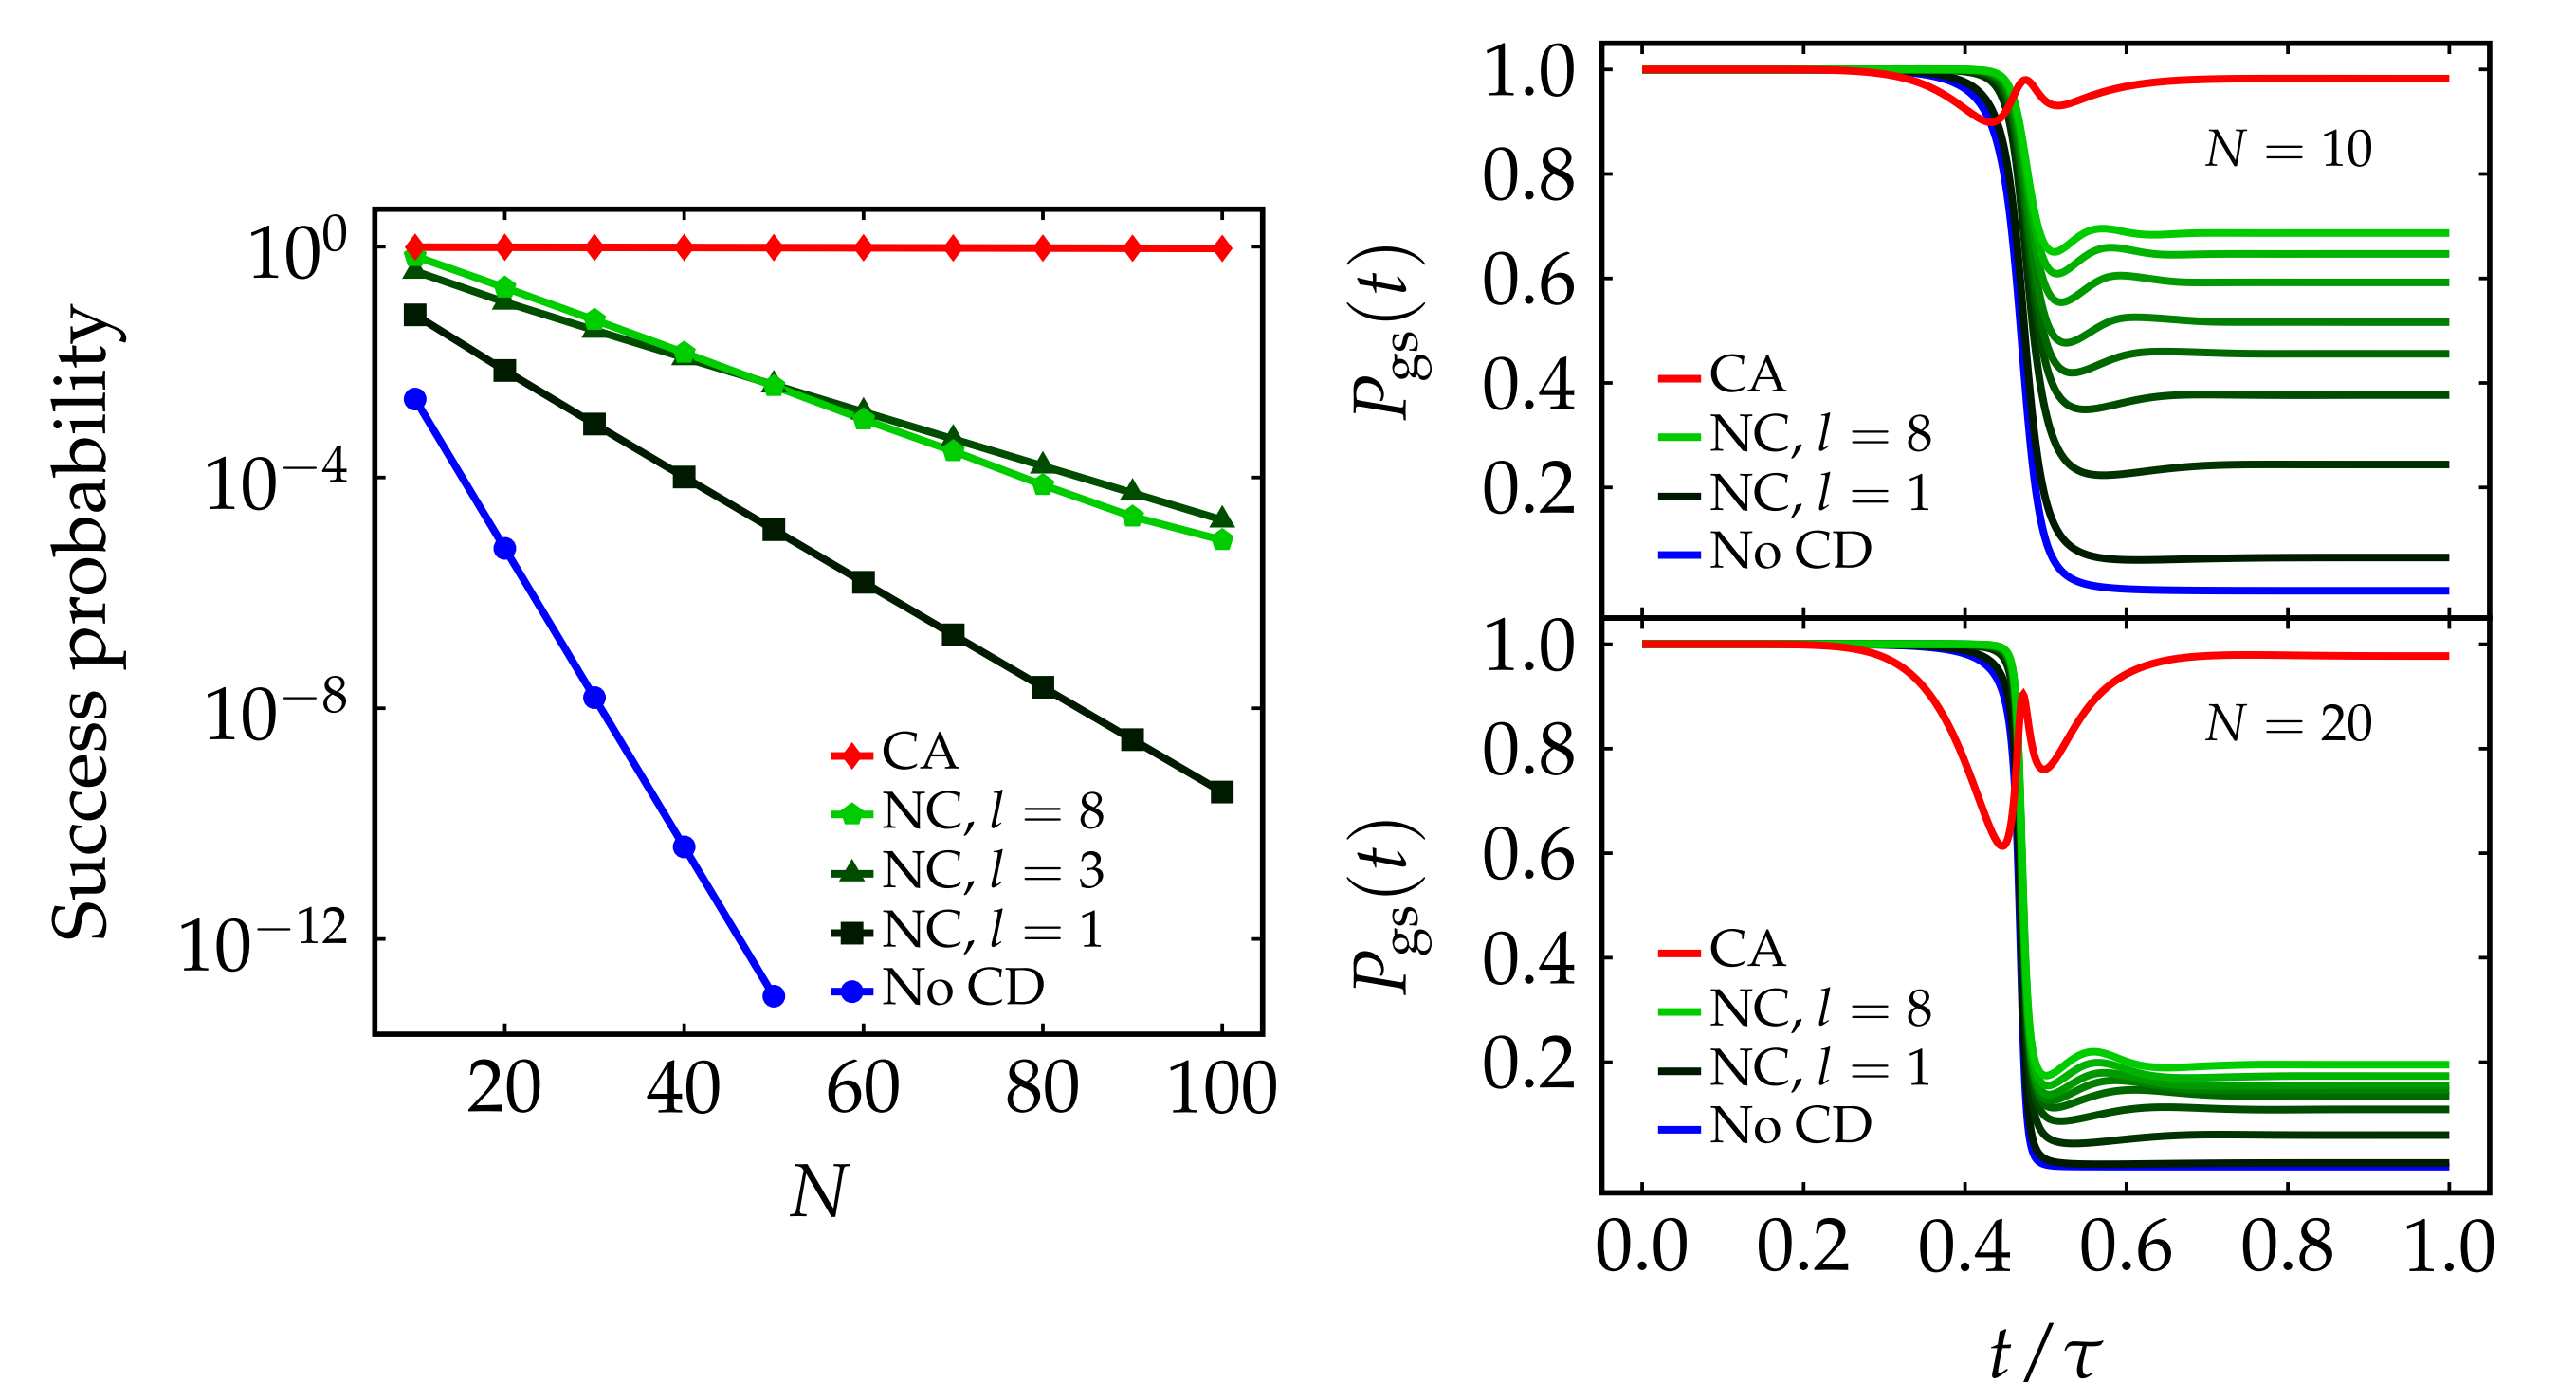 Success probability
10⁰
10⁻⁴
10⁻⁸
10⁻¹²
CA
NC, l = 8
NC, l = 3
NC, l = 1
No CD
20 40 60 80 100
N
P_gs(t)
1.0
0.8
0.6
0.4
0.2
N = 10
CA
NC, l = 8
NC, l = 1
No CD
P_gs(t)
1.0
0.8
0.6
0.4
0.2
N = 20
CA
NC, l = 8
NC, l = 1
No CD
0.0 0.2 0.4 0.6 0.8 1.0
t/τ